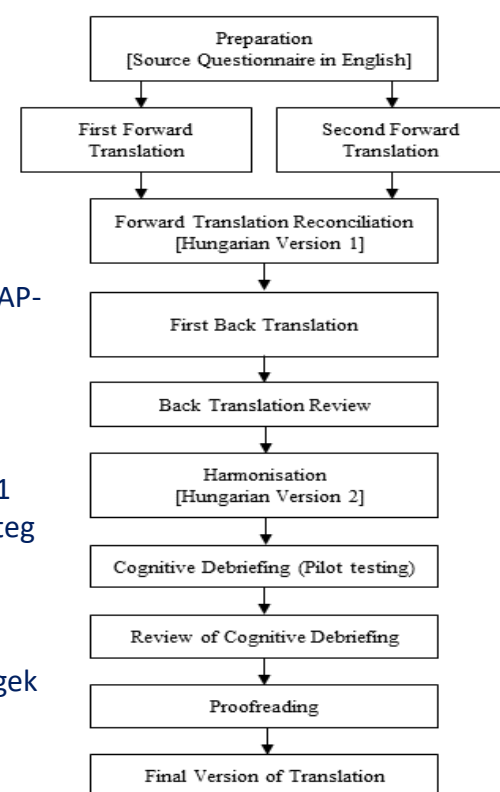 Preparation
[Source Questionnaire in English]
First Forward
Translation
Second Forward
Translation
Forward Translation Reconciliation
[Hungarian Version 1]
AP-
First Back Translation
Back Translation Review
1
teg
Harmonisation
[Hungarian Version 2]
Cognitive Debriefing (Pilot testing)
Review of Cognitive Debriefing
gek
Proofreading
Final Version of Translation